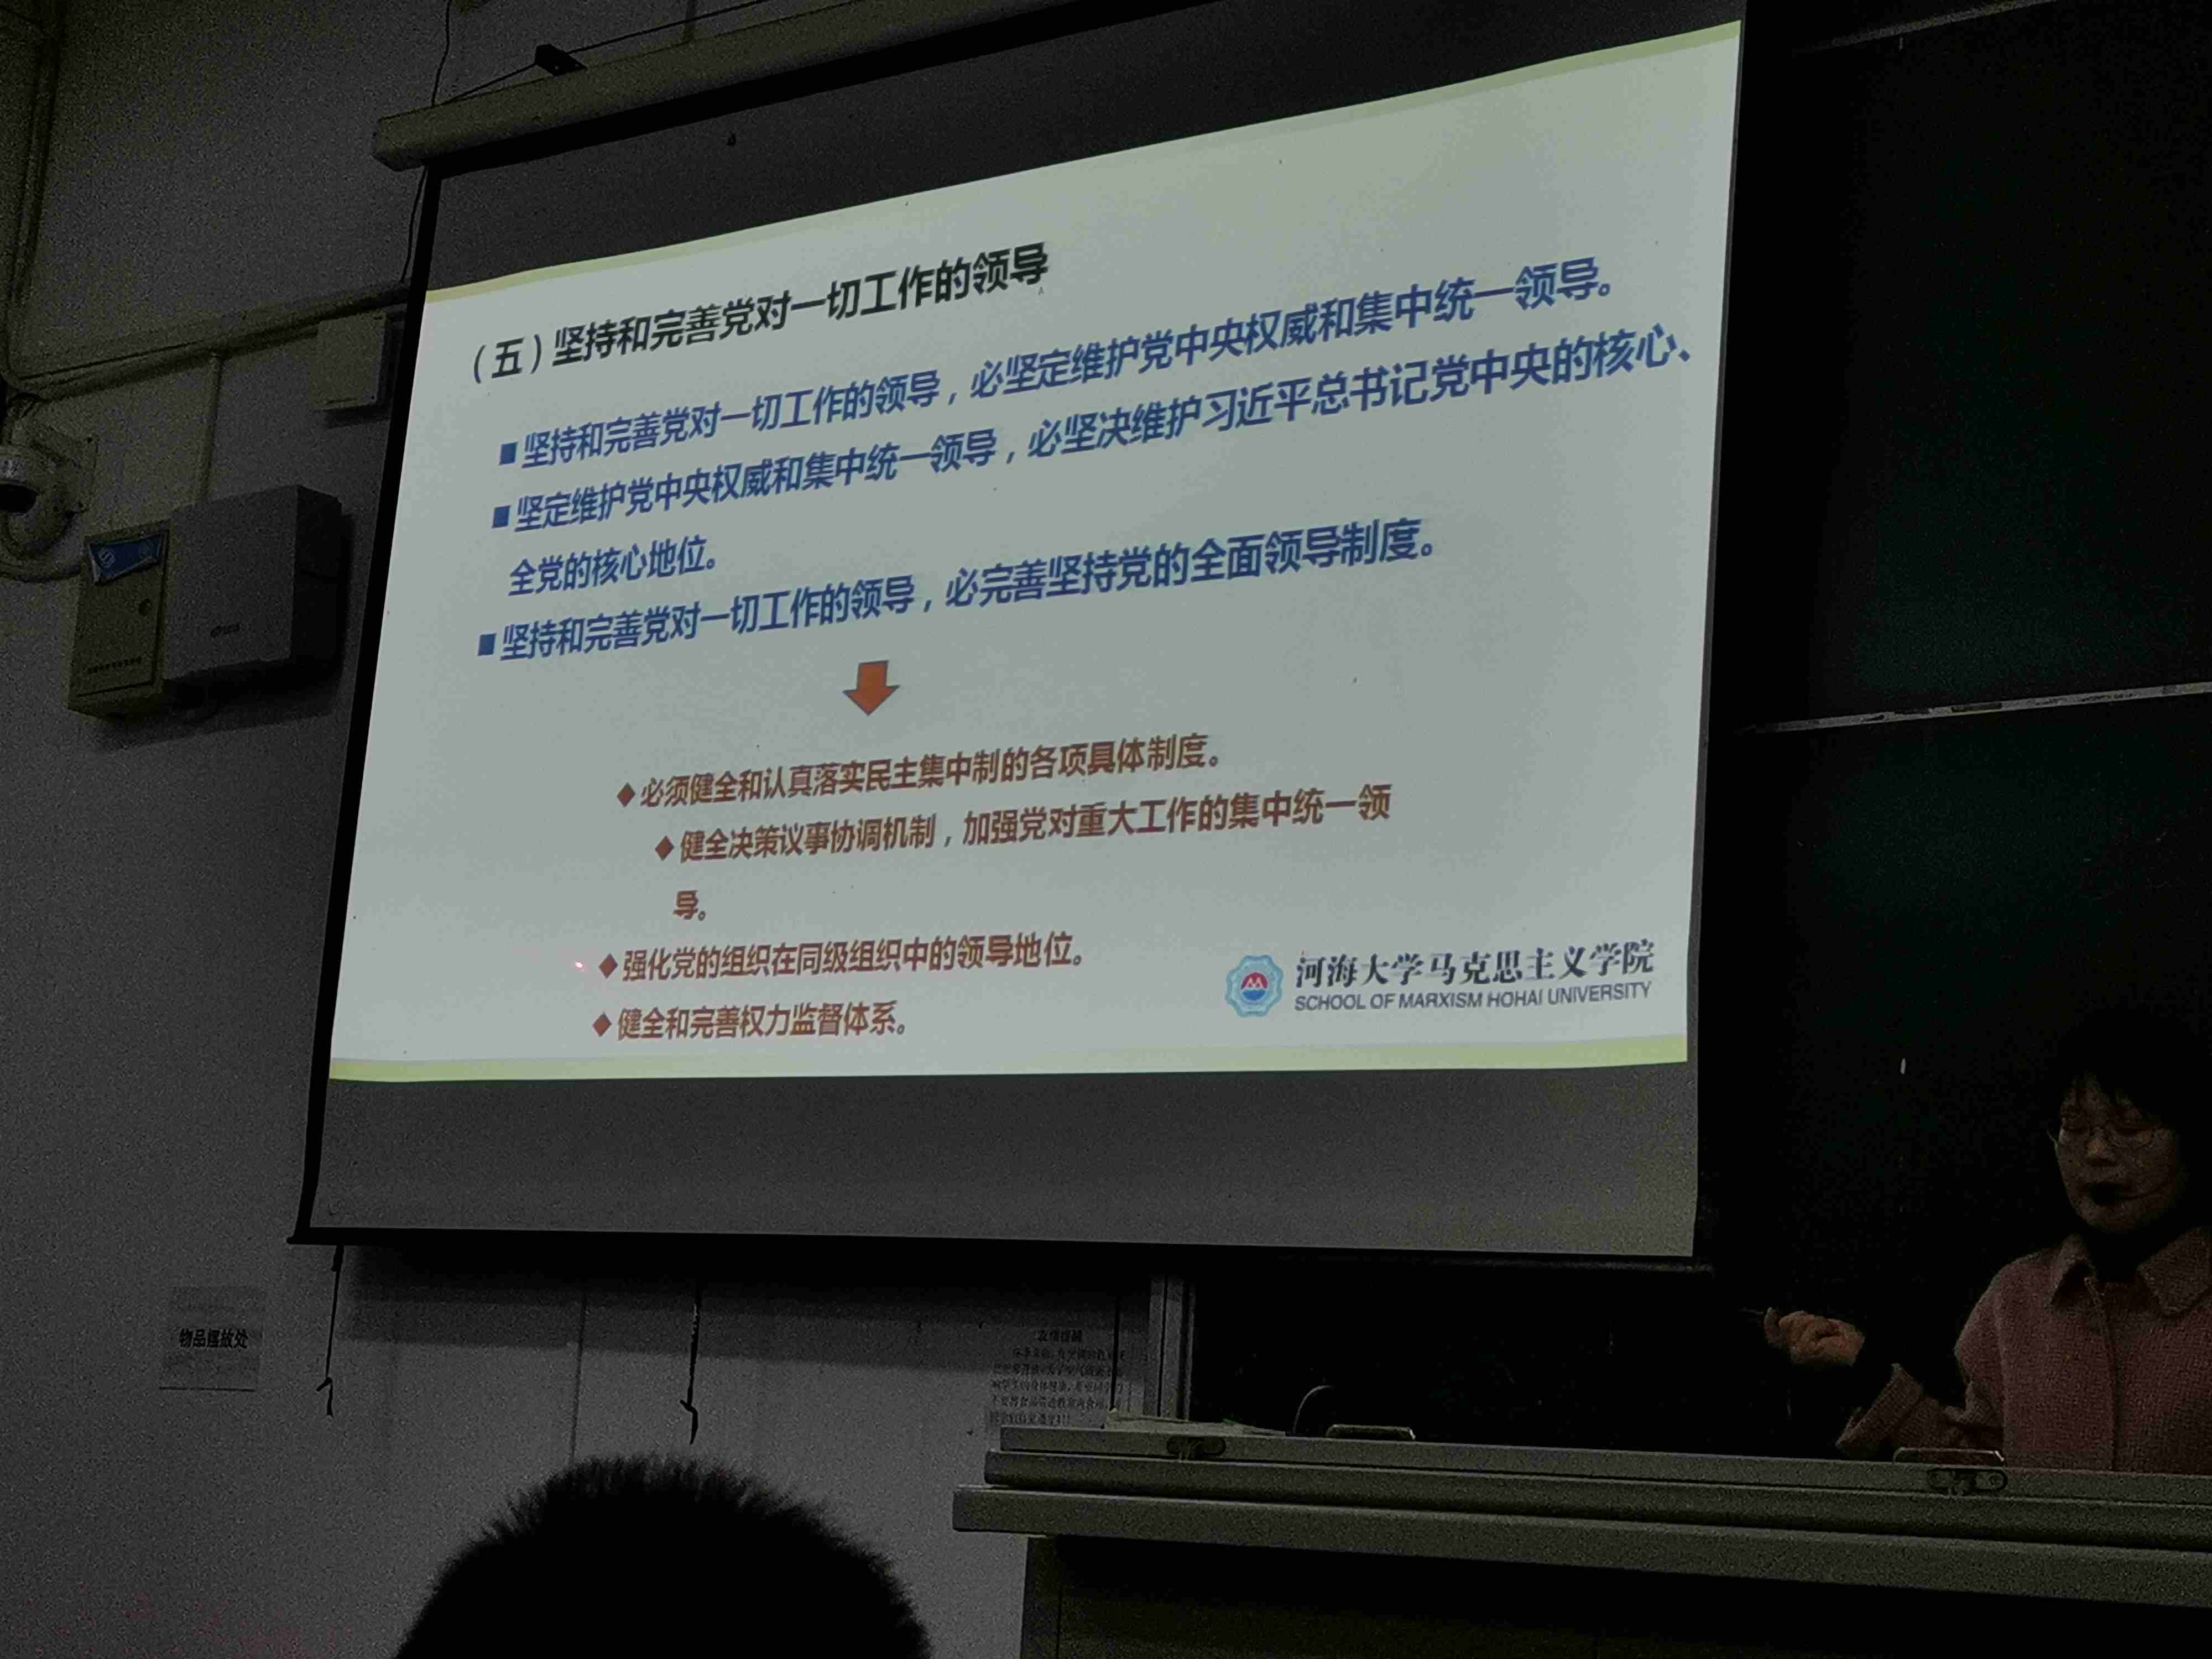 （五）坚持和完善党对一切工作的领导
■坚持和完善党对一切工作的领导，必坚定维护党中央权威和集中统一领导。
■坚定维护党中央权威和集中统一领导，必坚决维护习近平总书记党中央的核心、
全党的核心地位。
■坚持和完善党对一切工作的领导，必完善坚持党的全面领导制度。
◆必须健全和认真落实民主集中制的各项具体制度。
◆健全决策议事协调机制，加强党对重大工作的集中统一领
导。
◆强化党的组织在同级组织中的领导地位。
◆健全和完善权力监督体系。
河海大学马克思主义学院
SCHOOL OF MARXISM HOHAI UNIVERSITY
物品摆放处
友情提醒